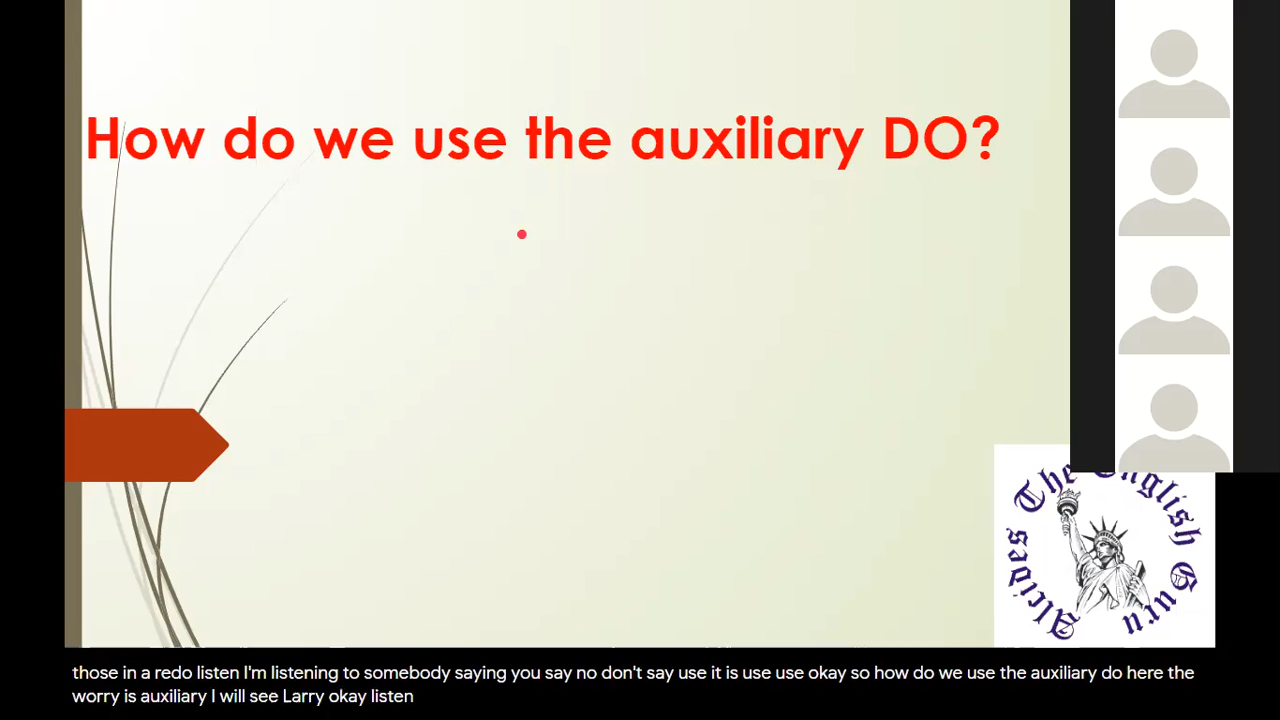 How do we use the auxiliary DO?
Alcides The English Guru
those in a redo listen I'm listening to somebody saying you say no don't say use it is use use okay so how do we use the auxiliary do here the
worry is auxiliary I will see Larry okay listen